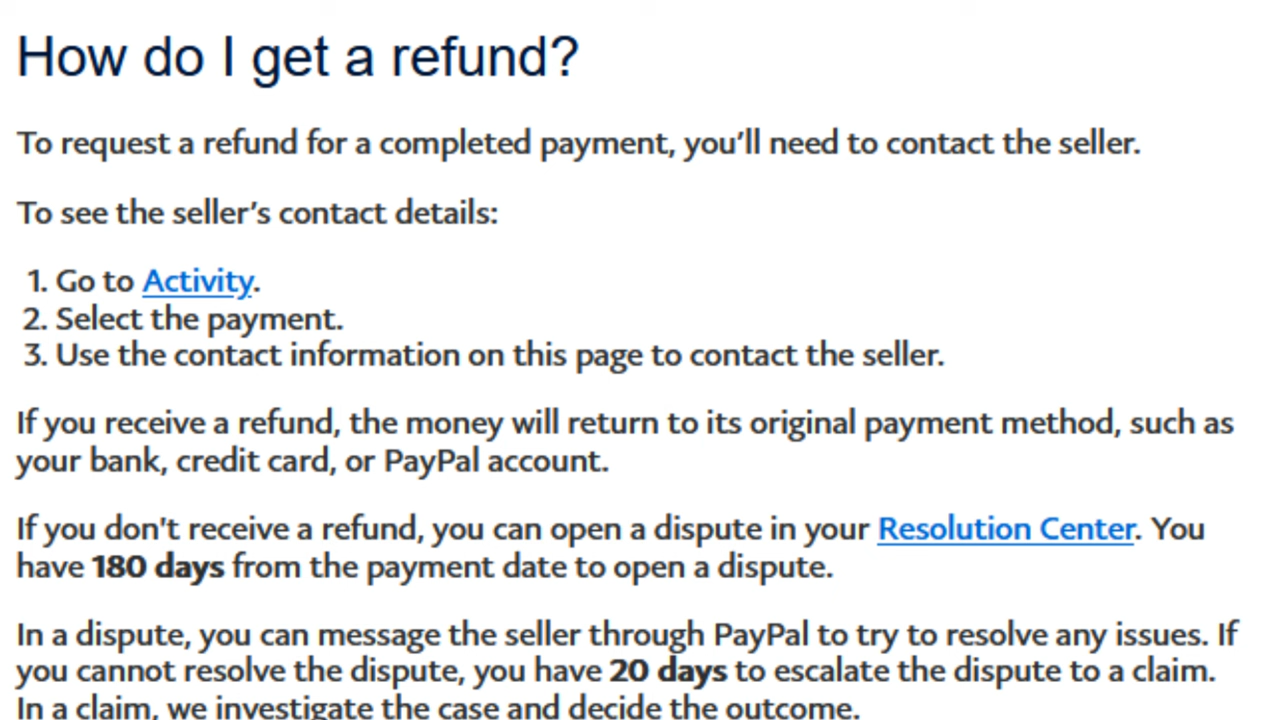 How do I get a refund?
To request a refund for a completed payment, you’ll need to contact the seller.
To see the seller’s contact details:
1. Go to Activity.
2. Select the payment.
3. Use the contact information on this page to contact the seller.
If you receive a refund, the money will return to its original payment method, such as
your bank, credit card, or PayPal account.
If you don't receive a refund, you can open a dispute in your Resolution Center. You
have 180 days from the payment date to open a dispute.
In a dispute, you can message the seller through PayPal to try to resolve any issues. If
you cannot resolve the dispute, you have 20 days to escalate the dispute to a claim.
In a claim, we investigate the case and decide the outcome.